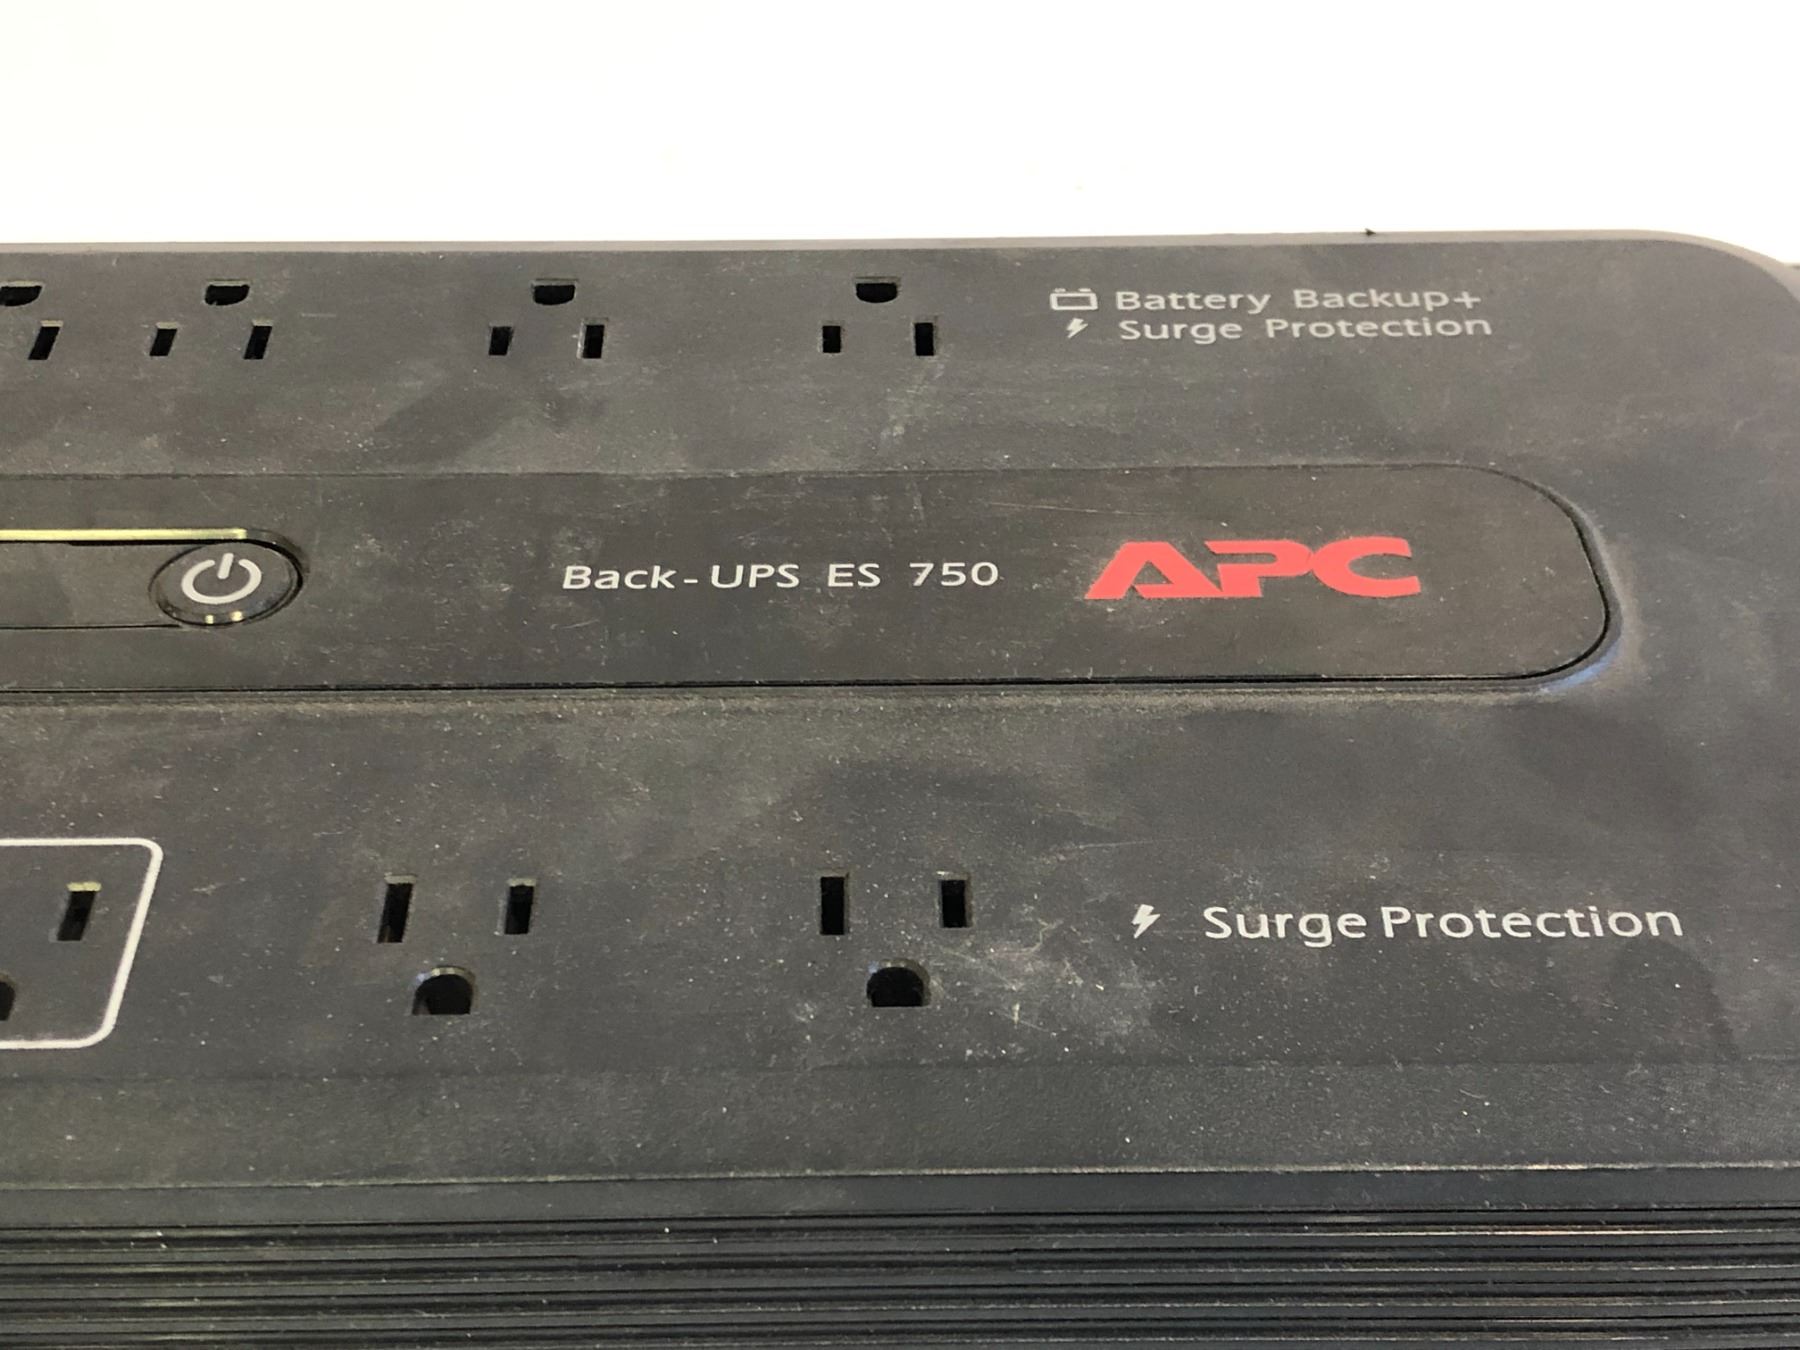 Battery Backup+
Surge Protection
Back-UPS ES 750
APC
Surge Protection